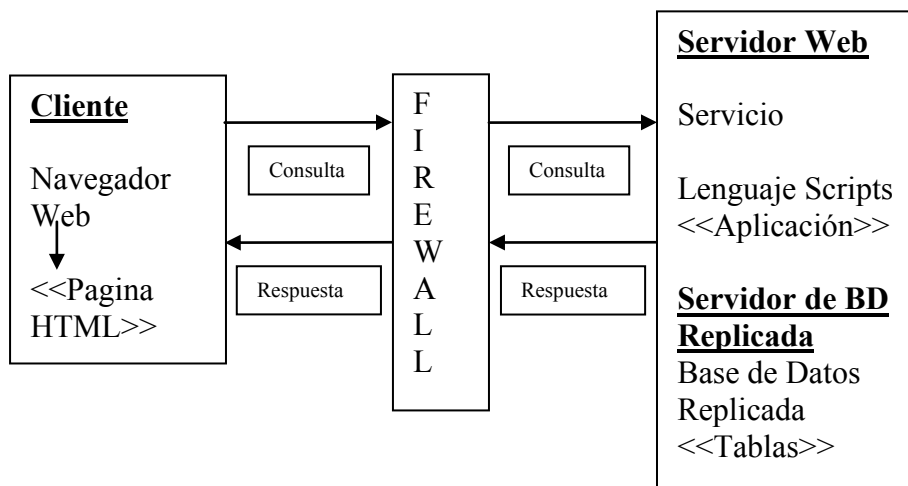 Cliente
Navegador
Web
<<Pagina
HTML>>
Consulta
Respuesta
F
I
R
E
W
A
L
L
Consulta
Respuesta
Servidor Web
Servicio
Lenguaje Scripts
<<Aplicación>>
Servidor de BD
Replicada
Base de Datos
Replicada
<<Tablas>>